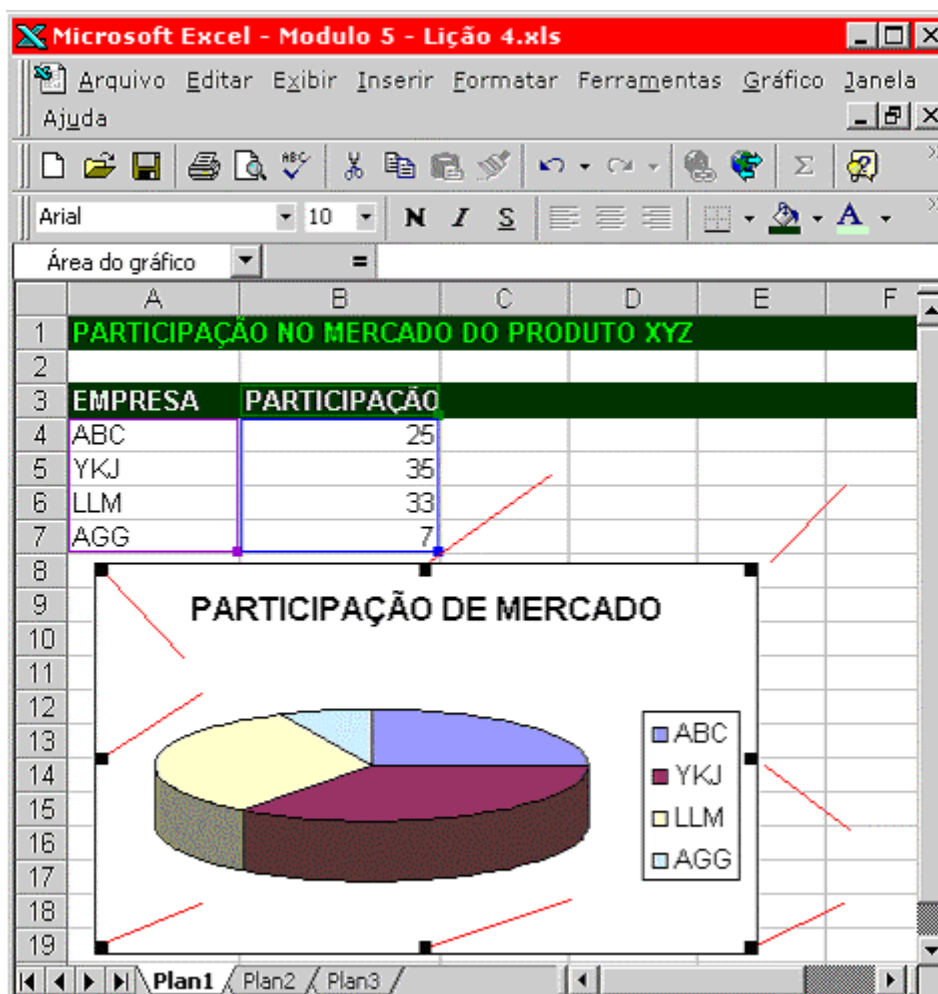 Microsoft Excel - Modulo 5 - Lição 4.xls
Arquivo Editar Exibir Inserir Formatar Ferramentas Gráfico Janela
Ajuda
ABC
Arial 10 N I S A
Área do gráfico =
A B C D E F
1 PARTICIPAÇÃO NO MERCADO DO PRODUTO XYZ
2
3 EMPRESA PARTICIPAÇÃO
4 ABC 25
5 YKJ 35
6 LLM 33
7 AGG 7
8
9
10
11
12
13
14
15
16
17
18
19
PARTICIPAÇÃO DE MERCADO
ABC
YKJ
LLM
AGG
Plan1 Plan2 Plan3